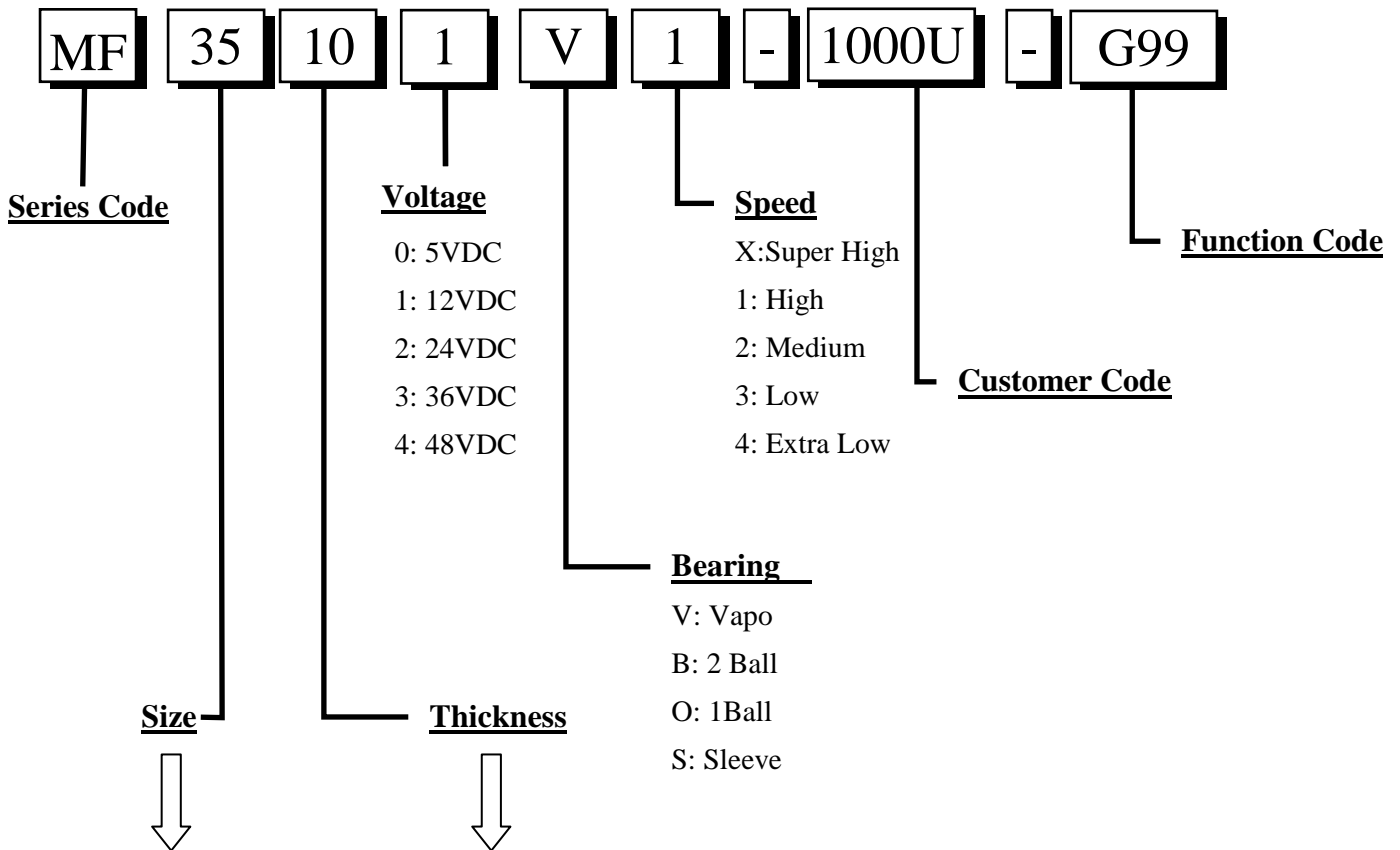 MF 35 10 1 V 1 - 1000U - G99
Series Code
Voltage
0: 5VDC
1: 12VDC
2: 24VDC
3: 36VDC
4: 48VDC
Speed
X:Super High
1: High
2: Medium
3: Low
4: Extra Low
Function Code
Customer Code
Bearing
V: Vapo
B: 2 Ball
O: 1Ball
S: Sleeve
Size
Thickness